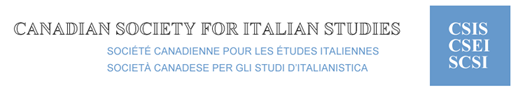 CANADIAN SOCIETY FOR ITALIAN STUDIES
SOCIÉTÉ CANADIENNE POUR LES ÉTUDES ITALIENNES
SOCIETÀ CANADESE PER GLI STUDI D'ITALIANISTICA
CSIS
CSEI
SCSI